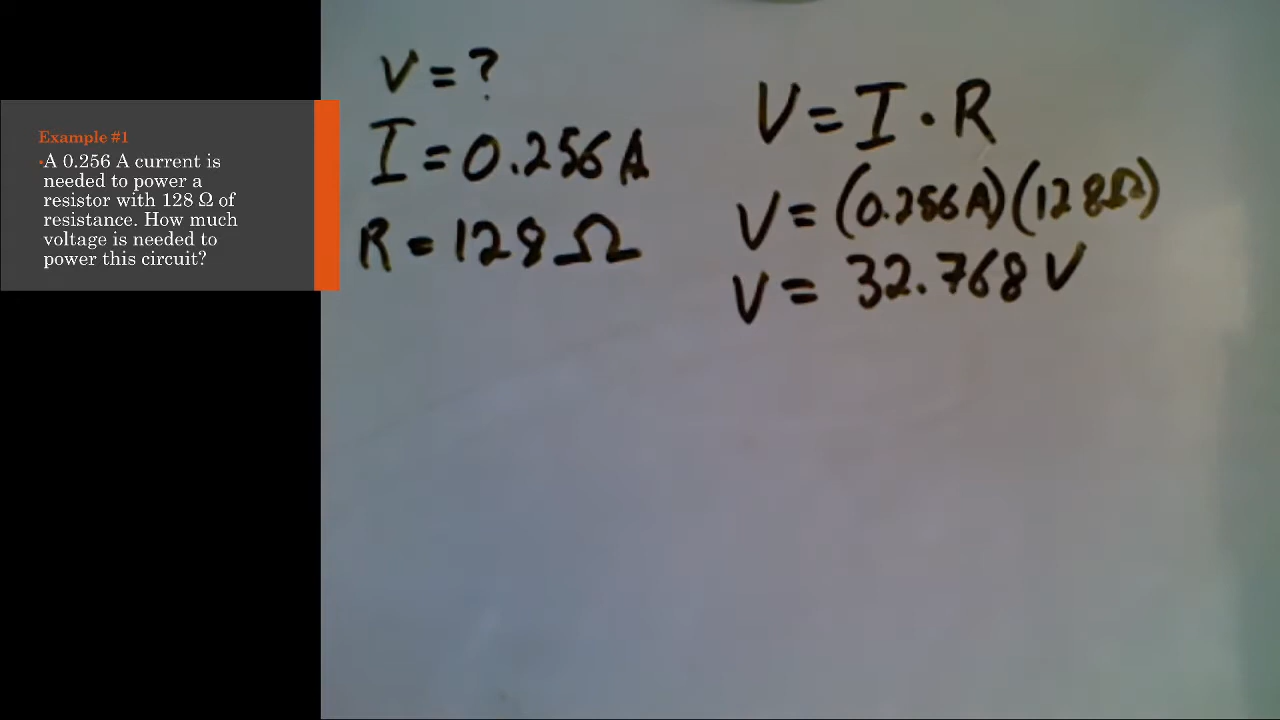 Example #1
▪A 0.256 A current is
needed to power a
resistor with 128 Ω of
resistance. How much
voltage is needed to
power this circuit?
V = ?
I = 0.256 A
R = 128 Ω
V = I · R
V = (0.256 A)(128 Ω)
V = 32.768 V